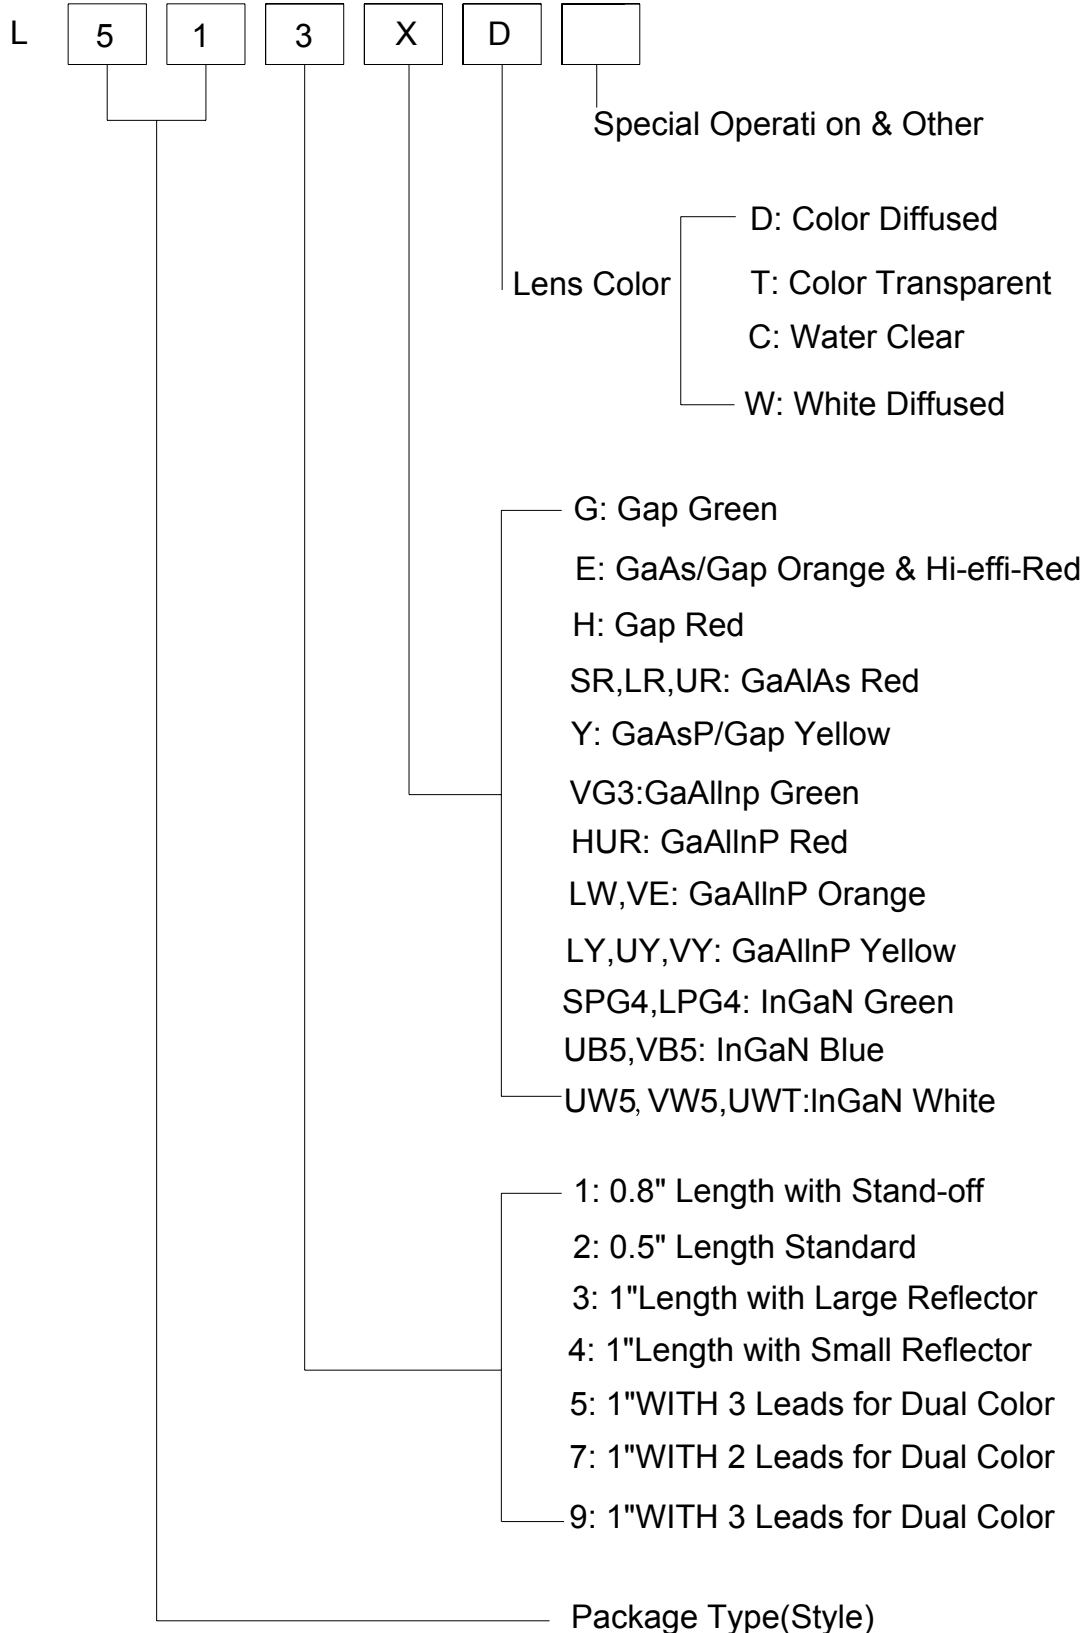 L 5 1 3 X D
Special Operati on & Other
D: Color Diffused
Lens Color
T: Color Transparent
C: Water Clear
W: White Diffused
G: Gap Green
E: GaAs/Gap Orange & Hi-effi-Red
H: Gap Red
SR,LR,UR: GaAlAs Red
Y: GaAsP/Gap Yellow
VG3:GaAlInp Green
HUR: GaAlInP Red
LW,VE: GaAlInP Orange
LY,UY,VY: GaAlInP Yellow
SPG4,LPG4: InGaN Green
UB5,VB5: InGaN Blue
UW5, VW5,UWT:InGaN White
1: 0.8" Length with Stand-off
2: 0.5" Length Standard
3: 1"Length with Large Reflector
4: 1"Length with Small Reflector
5: 1"WITH 3 Leads for Dual Color
7: 1"WITH 2 Leads for Dual Color
9: 1"WITH 3 Leads for Dual Color
Package Type(Style)